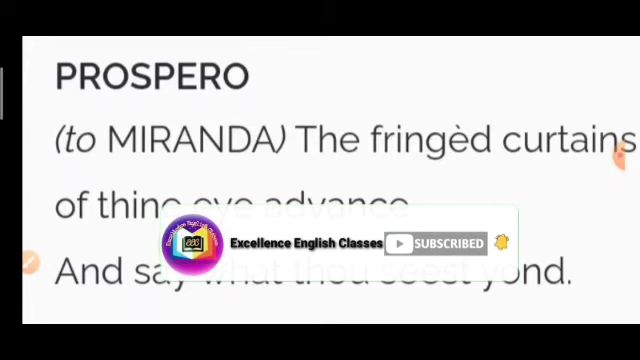 PROSPERO
(to MIRANDA) The fringèd curtains
of thine eye advance
And say what thou seest yond.
Excellence English Classes SUBSCRIBED